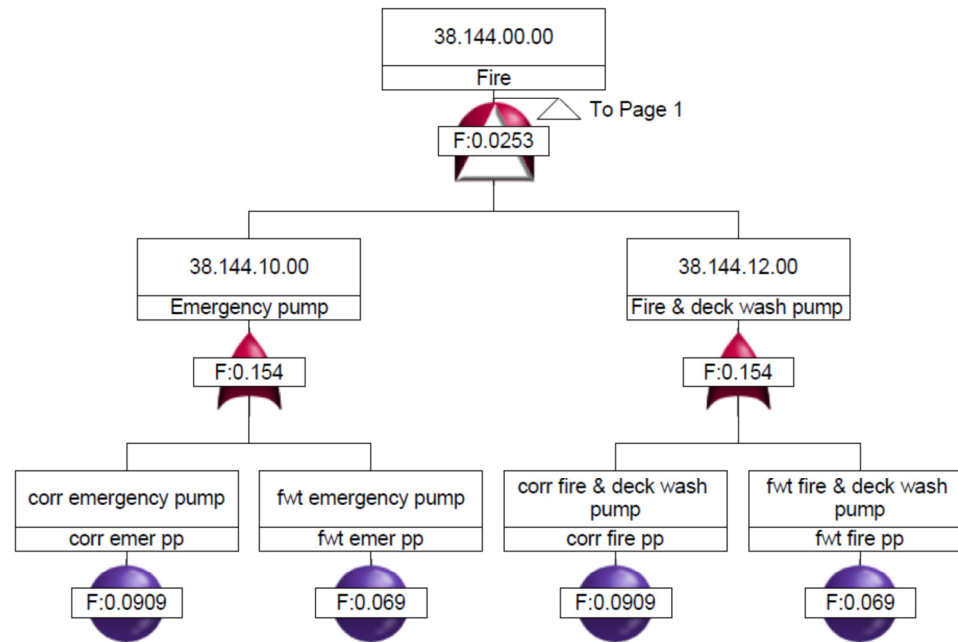 38.144.00.00
Fire
To Page 1
F:0.0253
38.144.10.00
Emergency pump
F:0.154
38.144.12.00
Fire & deck wash pump
F:0.154
corr emergency pump
corr emer pp
F:0.0909
fwt emergency pump
fwt emer pp
F:0.069
corr fire & deck wash
pump
corr fire pp
F:0.0909
fwt fire & deck wash
pump
fwt fire pp
F:0.069